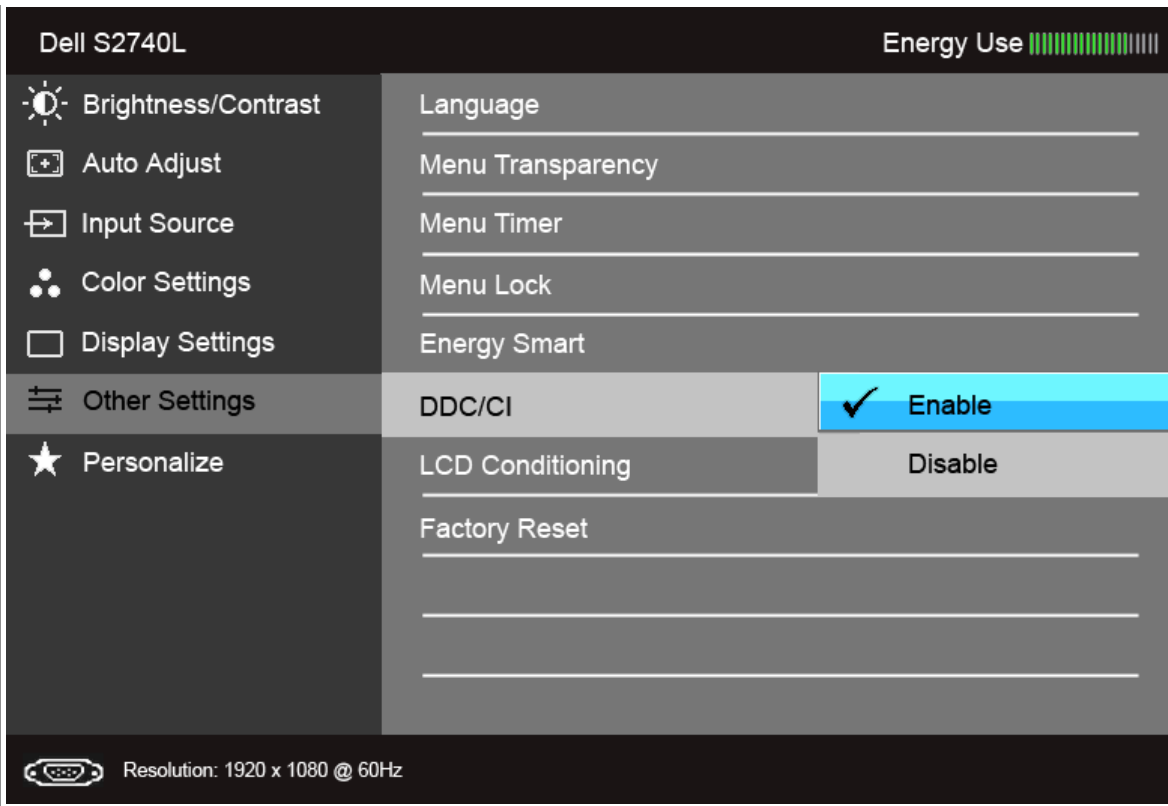 Dell S2740L
Energy Use
Brightness/Contrast
Auto Adjust
Input Source
Color Settings
Display Settings
Other Settings
Personalize
Language
Menu Transparency
Menu Timer
Menu Lock
Energy Smart
DDC/CI
Enable
Disable
LCD Conditioning
Factory Reset
Resolution: 1920 x 1080 @ 60Hz